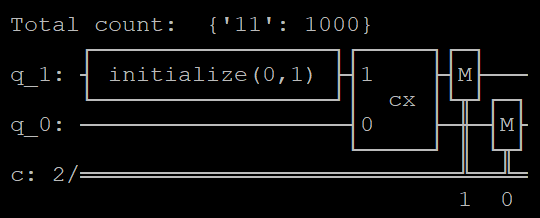 Total count:  {'11': 1000}
q_1: initialize(0,1) 1 M
cx
q_0: 0 M
c: 2/
1 0